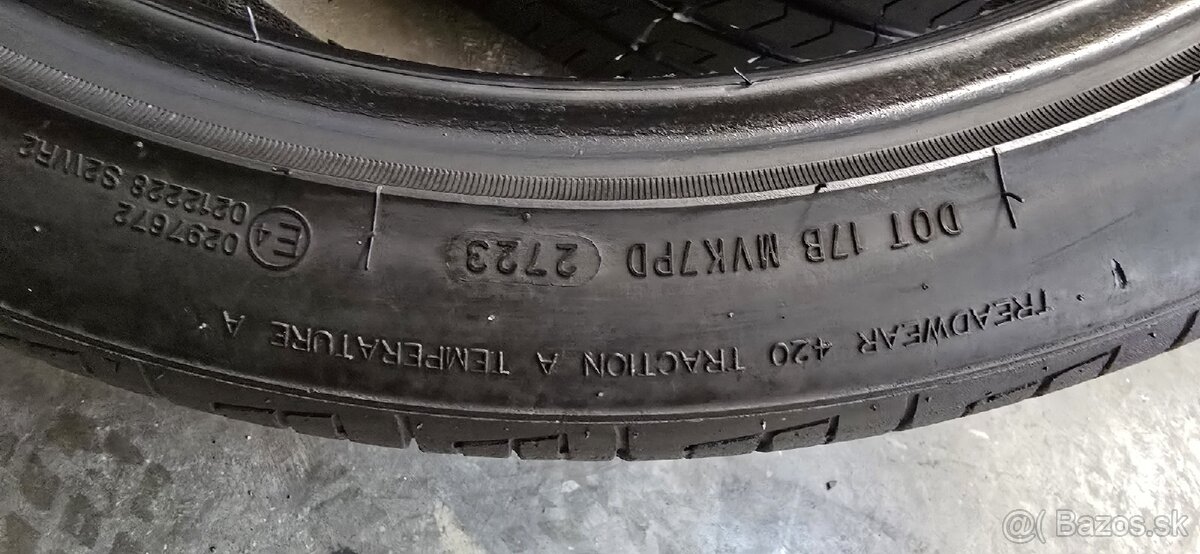 DOT 17B MVK7PD 2723
TREADWEAR 420 TRACTION A TEMPERATURE A
E4
0297672
0212228 S2WR2
@( Bazos.sk